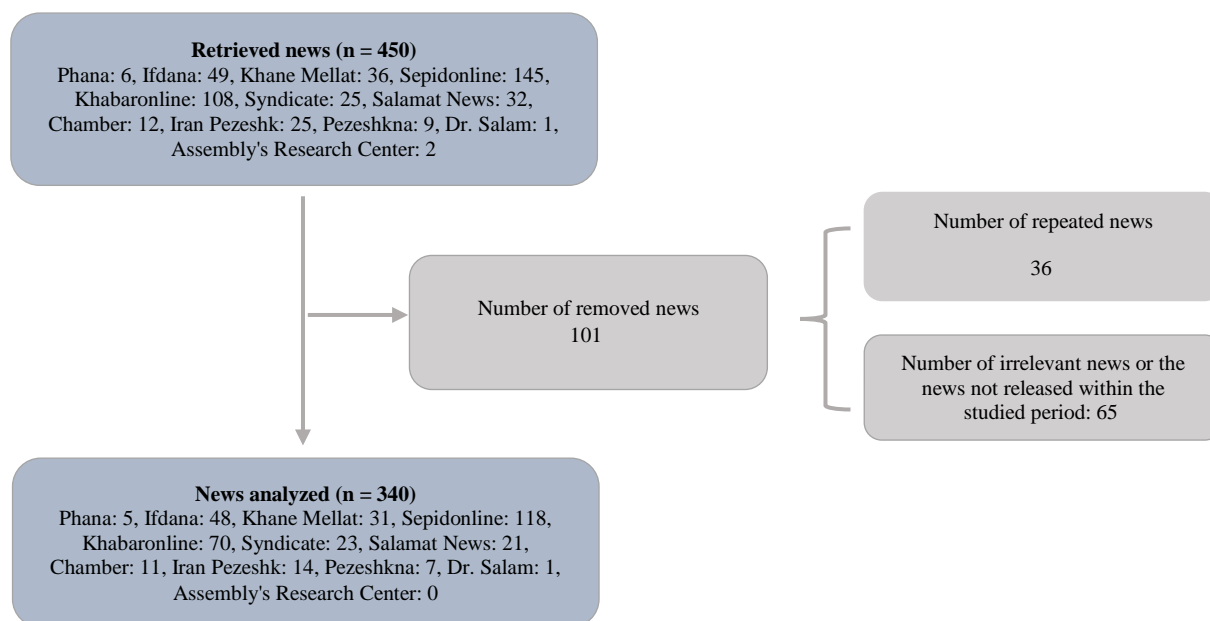 Retrieved news (n = 450)
Phana: 6, Ifdana: 49, Khane Mellat: 36, Sepidonline: 145,
Khabaronline: 108, Syndicate: 25, Salamat News: 32,
Chamber: 12, Iran Pezeshk: 25, Pezeshkna: 9, Dr. Salam: 1,
Assembly's Research Center: 2
Number of removed news
101
Number of repeated news
36
Number of irrelevant news or the
news not released within the
studied period: 65
News analyzed (n = 340)
Phana: 5, Ifdana: 48, Khane Mellat: 31, Sepidonline: 118,
Khabaronline: 70, Syndicate: 23, Salamat News: 21,
Chamber: 11, Iran Pezeshk: 14, Pezeshkna: 7, Dr. Salam: 1,
Assembly's Research Center: 0